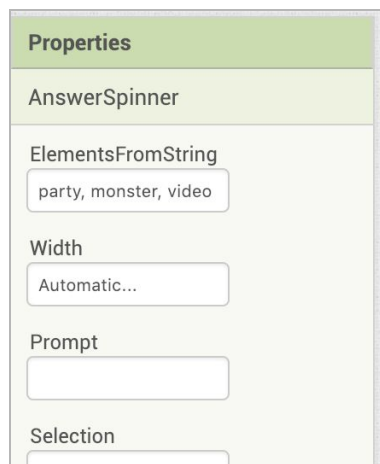 Properties
AnswerSpinner
ElementsFromString
party, monster, video
Width
Automatic...
Prompt
Selection